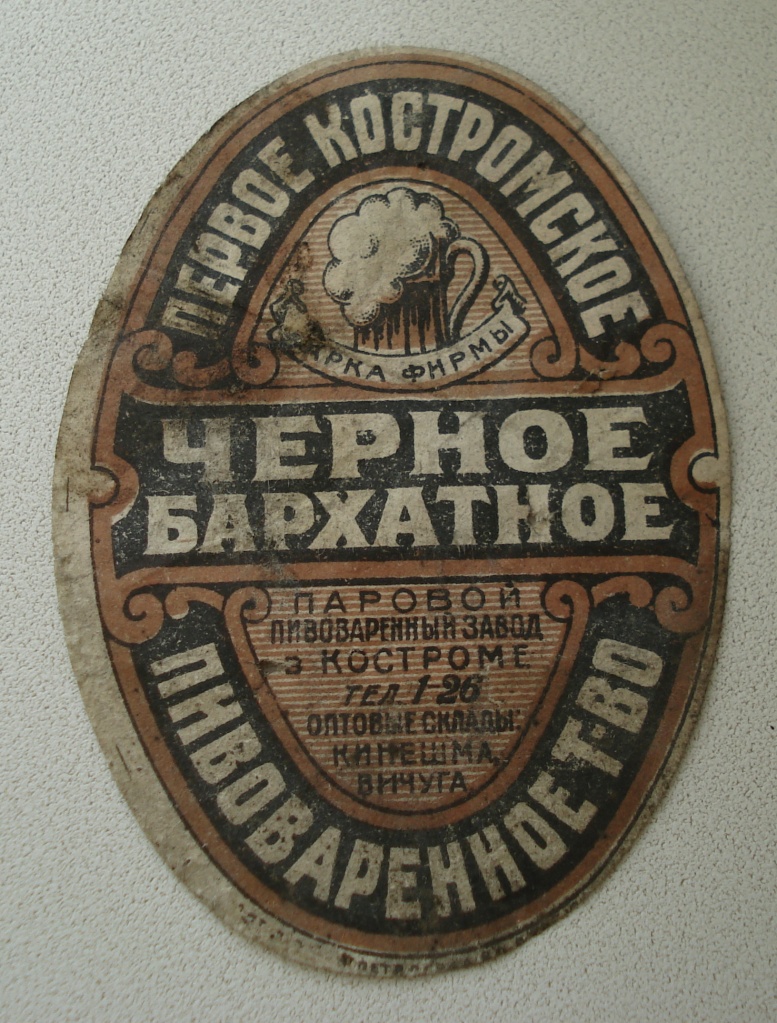 ПЕРВОЕ КОСТРОМСКОЕ
ФИРМЫ
ЧЕРНОЕ
БАРХАТНОЕ
ПАРОВОЙ
ПИВОВАРЕННЫЙ ЗАВОД
в КОСТРОМЕ
ТЕЛ. 1-26
ОПТОВЫЕ СКЛАДЫ:
КИНЕШМА,
ВИЧУГА
ПИВОВАРЕННОЕ Т-ВО